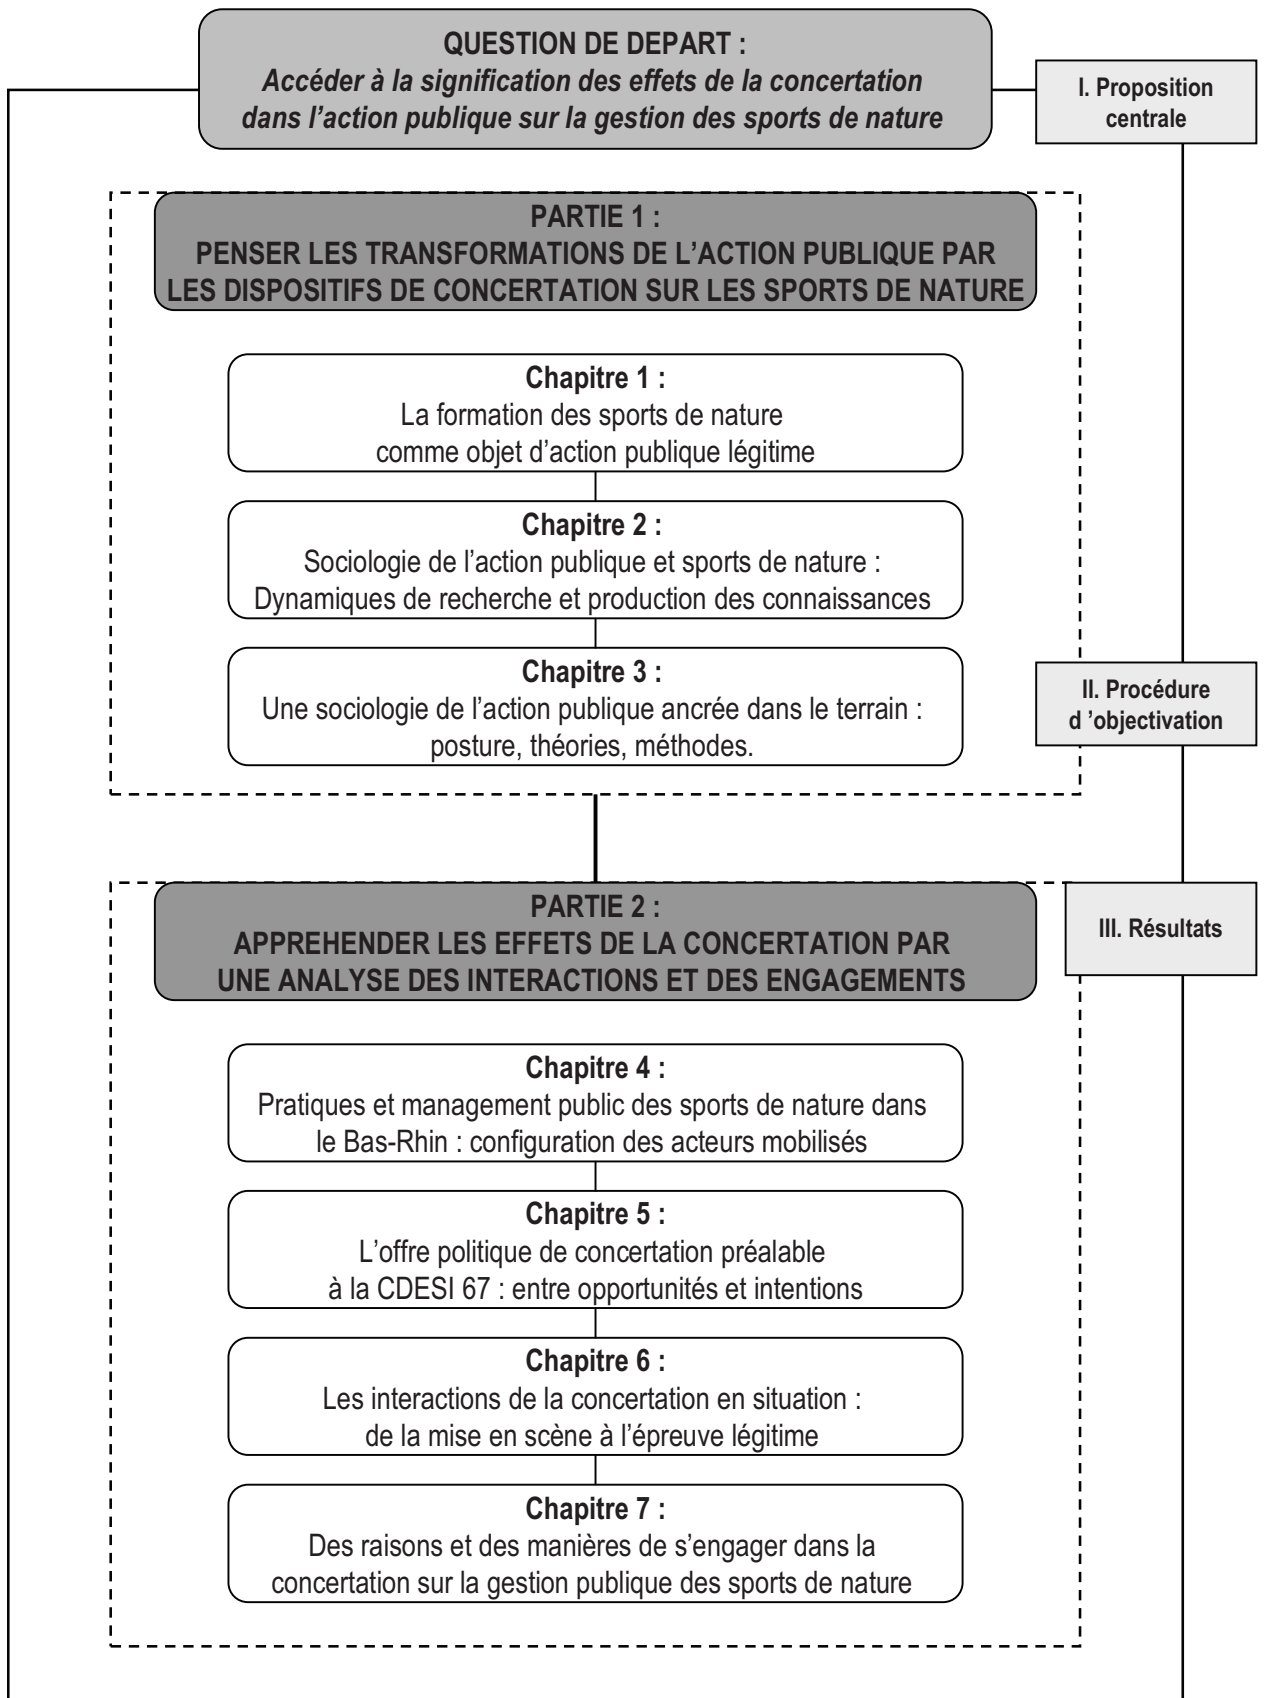 QUESTION DE DEPART :
Accéder à la signification des effets de la concertation
dans l’action publique sur la gestion des sports de nature
I. Proposition
centrale
PARTIE 1 :
PENSER LES TRANSFORMATIONS DE L’ACTION PUBLIQUE PAR
LES DISPOSITIFS DE CONCERTATION SUR LES SPORTS DE NATURE
Chapitre 1 :
La formation des sports de nature
comme objet d’action publique légitime
Chapitre 2 :
Sociologie de l’action publique et sports de nature :
Dynamiques de recherche et production des connaissances
Chapitre 3 :
Une sociologie de l’action publique ancrée dans le terrain :
posture, théories, méthodes.
II. Procédure
d ’objectivation
PARTIE 2 :
APPREHENDER LES EFFETS DE LA CONCERTATION PAR
UNE ANALYSE DES INTERACTIONS ET DES ENGAGEMENTS
III. Résultats
Chapitre 4 :
Pratiques et management public des sports de nature dans
le Bas-Rhin : configuration des acteurs mobilisés
Chapitre 5 :
L’offre politique de concertation préalable
à la CDESI 67 : entre opportunités et intentions
Chapitre 6 :
Les interactions de la concertation en situation :
de la mise en scène à l’épreuve légitime
Chapitre 7 :
Des raisons et des manières de s’engager dans la
concertation sur la gestion publique des sports de nature